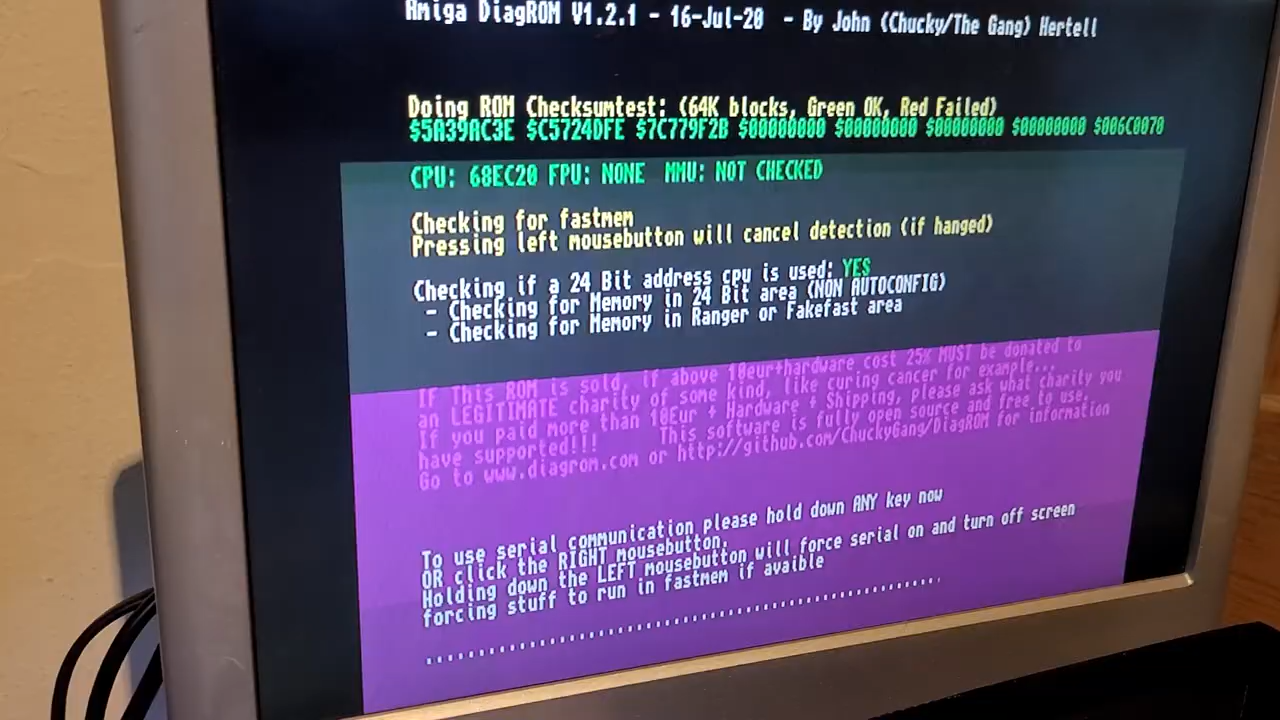 Amiga DiagROM V1.2.1 - 16-Jul-20 - By John (Chucky/The Gang) Hertell
Doing ROM Checksumtest: (64K blocks, Green OK, Red Failed)
$5A39AC3E $C5724DFE $7C779F2B $00000000 $00000000 $00000000 $00000000 $006C0070
CPU: 68EC20 FPU: NONE MMU: NOT CHECKED
Checking for fastmem
Pressing left mousebutton will cancel detection (if hanged)
Checking if a 24 Bit address cpu is used: YES
- Checking for Memory in 24 Bit area (NON AUTOCONFIG)
- Checking for Memory in Ranger or Fakefast area
If This ROM is sold, if above 10eur+hardware cost 25% MUST be donated to
an LEGITIMATE charity of some kind, like curing cancer for example...
If you paid more than 10Eur + Hardware + Shipping, please ask what charity you
have supported!!! This software is fully open source and free to use.
Go to www.diagrom.com or http://github.com/ChuckyGang/DiagROM for information
To use serial communication please hold down ANY key now
OR click the RIGHT mousebutton.
Holding down the LEFT mousebutton will force serial on and turn off screen
forcing stuff to run in fastmem if avaible